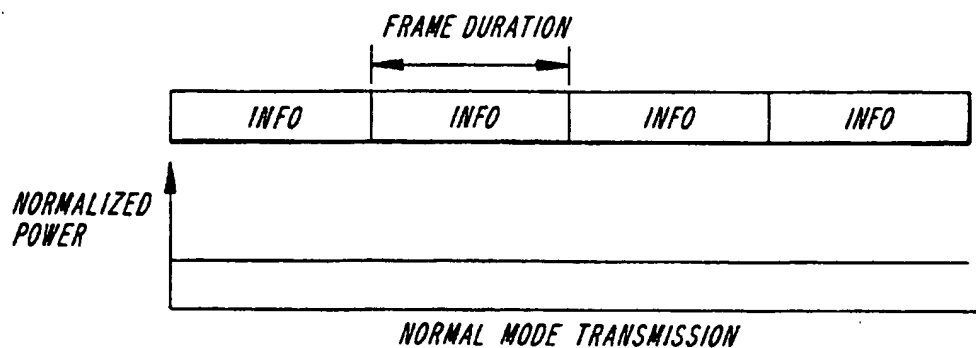 FRAME DURATION
INFO INFO INFO INFO
NORMALIZED
POWER
NORMAL MODE TRANSMISSION